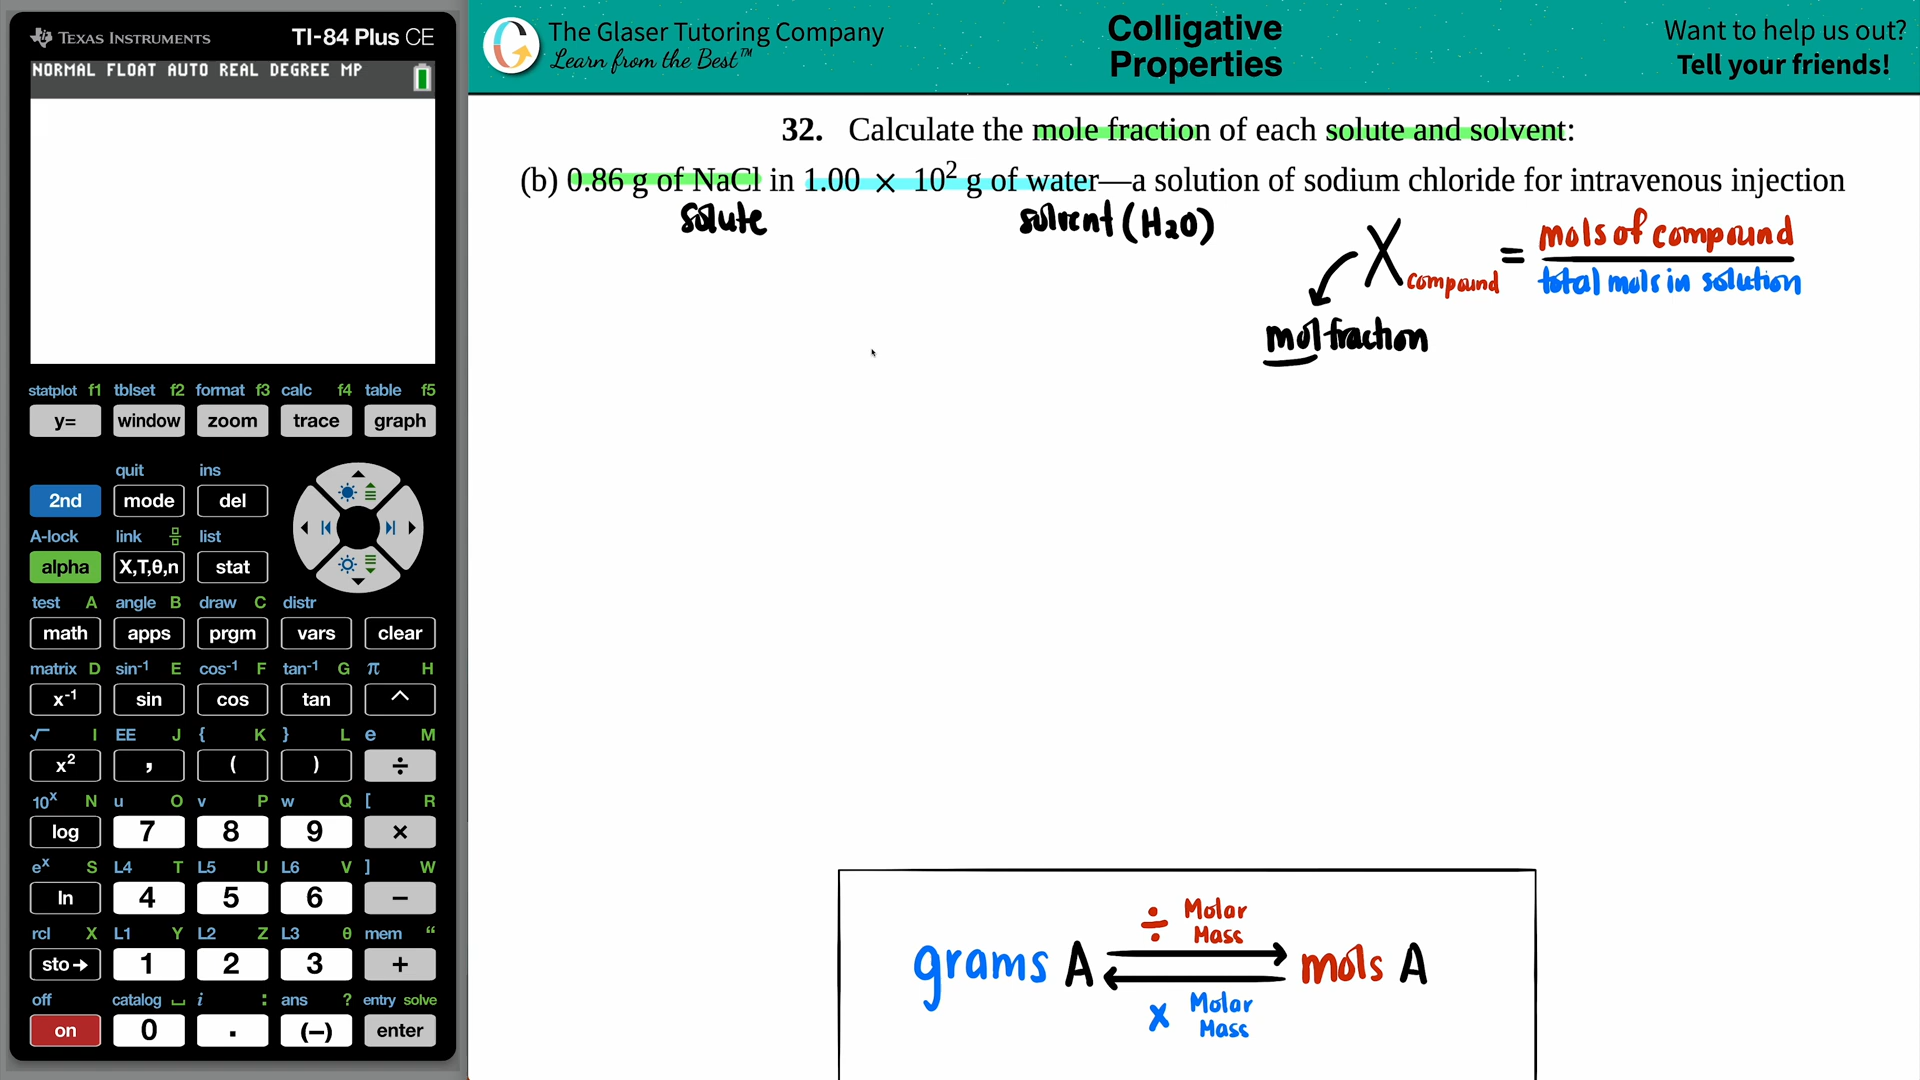 TEXAS INSTRUMENTS TI-84 Plus CE
NORMAL FLOAT AUTO REAL DEGREE MP
statplot f1 tblset f2 format f3 calc f4 table f5
y= window zoom trace graph
quit ins
2nd mode del
A-lock link list
alpha X,T,θ,n stat
test A angle B draw C distr
math apps prgm vars clear
matrix D sin⁻¹ E cos⁻¹ F tan⁻¹ G π H
x⁻¹ sin cos tan ^
√ I EE J { K } L e M
x² , ( ) ÷
10ˣ N u O v P w Q [ R
log 7 8 9 ×
eˣ S L4 T L5 U L6 V ] W
ln 4 5 6 −
rcl X L1 Y L2 Z L3 θ mem “
sto→ 1 2 3 +
off catalog ⎵ i : ans ? entry solve
on 0 . (−) enter
The Glaser Tutoring Company
Learn from the Best™
Colligative
Properties
Want to help us out?
Tell your friends!
32. Calculate the mole fraction of each solute and solvent:
(b) 0.86 g of NaCl in 1.00 × 10² g of water—a solution of sodium chloride for intravenous injection
solute solvent (H₂O)
X compound = mols of compound
total mols in solution
mol fraction
÷ Molar
Mass
grams A mols A
x Molar
Mass